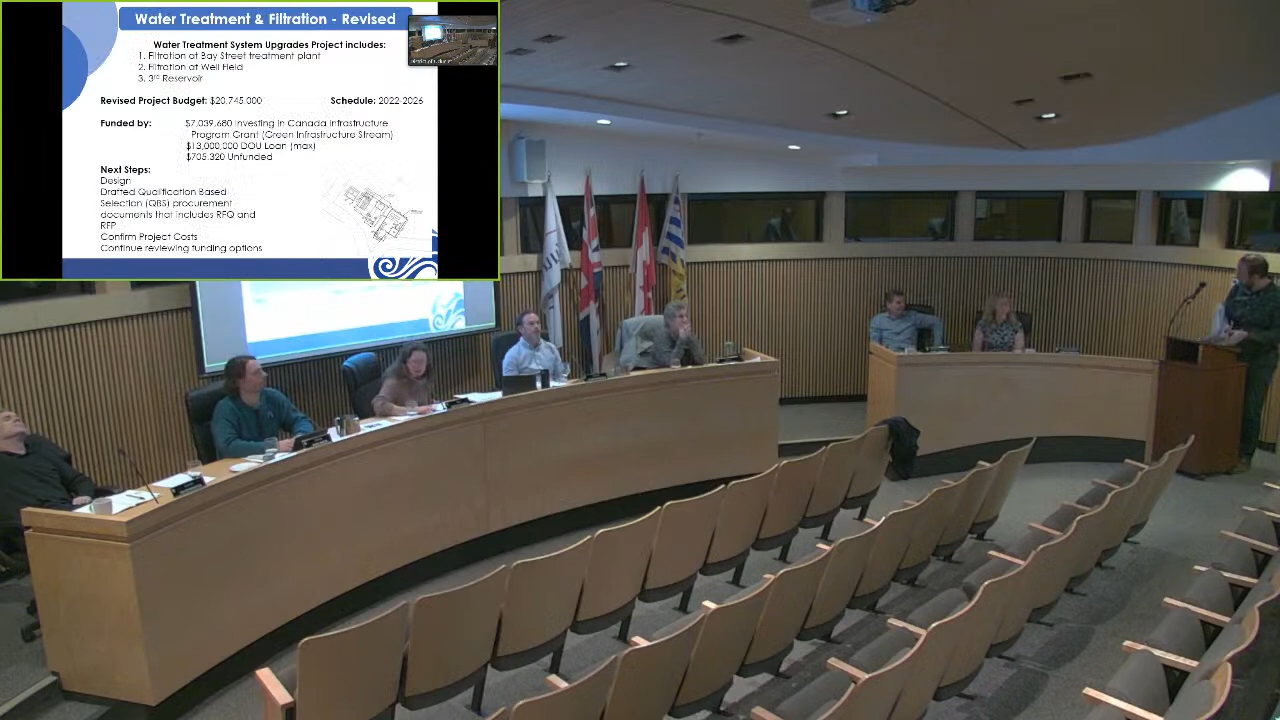 Water Treatment & Filtration - Revised
Water Treatment System Upgrades Project includes:
1. Filtration at Bay Street treatment plant
2. Filtration at Well Field
3. 3rd Reservoir
Revised Project Budget: $20,745,000 Schedule: 2022-2026
Funded by: $7,039,680 Investing in Canada Infrastructure
Program Grant (Green Infrastructure Stream)
$13,000,000 DOU Loan (max)
$705,320 Unfunded
Next Steps:
Design
Drafted Qualification Based
Selection (QBS) procurement
documents that includes RFQ and
RFP
Confirm Project Costs
Continue reviewing funding options